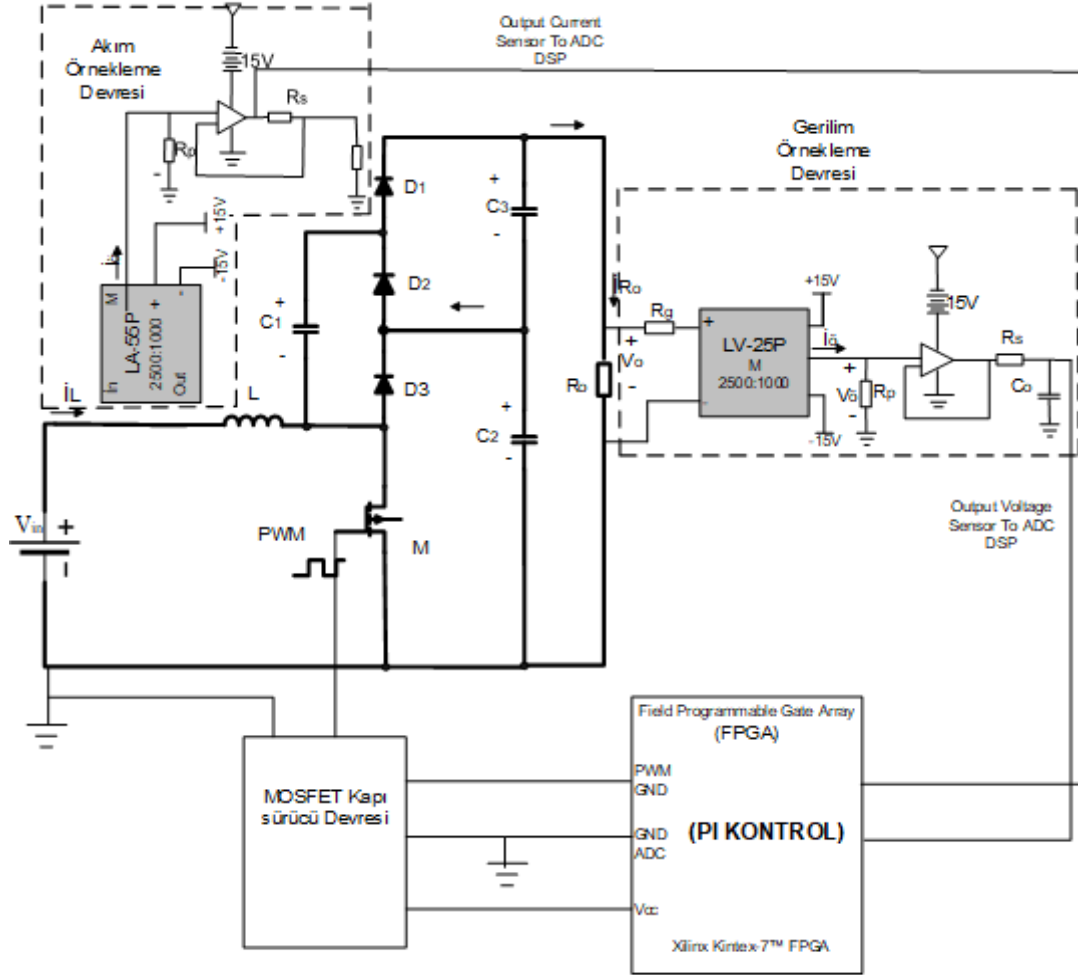 Akım
Örnekleme
Devresi
15V
Rs
Rp
-
Output Current
Sensor To ADC
DSP
Gerilim
Örnekleme
Devresi
+15V
-15V
M
+
-
LA-55P
2500:1000
In
Out
İL
L
C1
+
-
D1
D2
D3
C3
+
-
C2
+
-
İRo
Ro
Vo
+
-
Rg
+
-
LV-25P
M
2500:1000
+15V
-15V
iö
+
Vö
-
Rp
15V
Rs
Co
Output Voltage
Sensor To ADC
DSP
Vin
+
PWM
M
MOSFET Kapı
sürücü Devresi
Field Programmable Gate Array
(FPGA)
PWM
GND
GND
ADC
(PI KONTROL)
Vcc
Xilinx Kintex-7™ FPGA